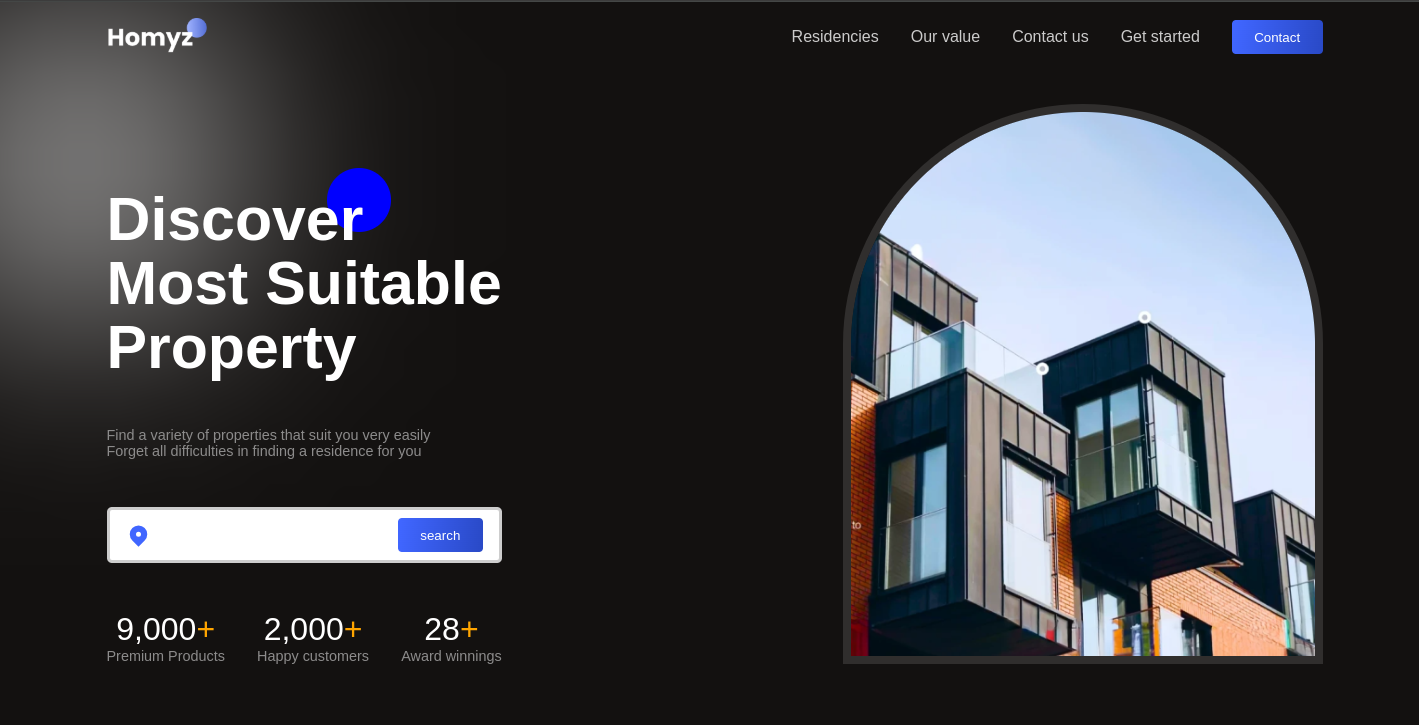 Homyz
Residencies
Our value
Contact us
Get started
Contact
Discover
Most Suitable
Property
Find a variety of properties that suit you very easily
Forget all difficulties in finding a residence for you
search
9,000+
2,000+
28+
Premium Products
Happy customers
Award winnings
to